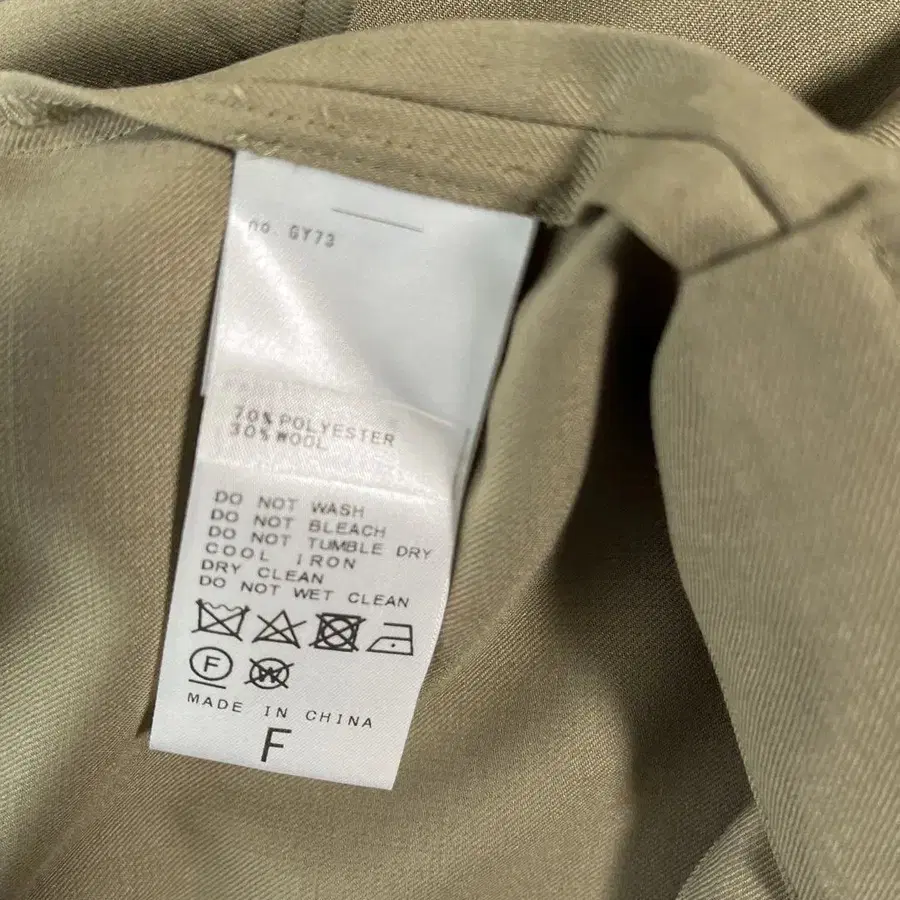 no. GY73
70% POLYESTER
30% WOOL
DO NOT WASH
DO NOT BLEACH
DO NOT TUMBLE DRY
COOL IRON
DRY CLEAN
DO NOT WET CLEAN
F
W
MADE IN CHINA
F